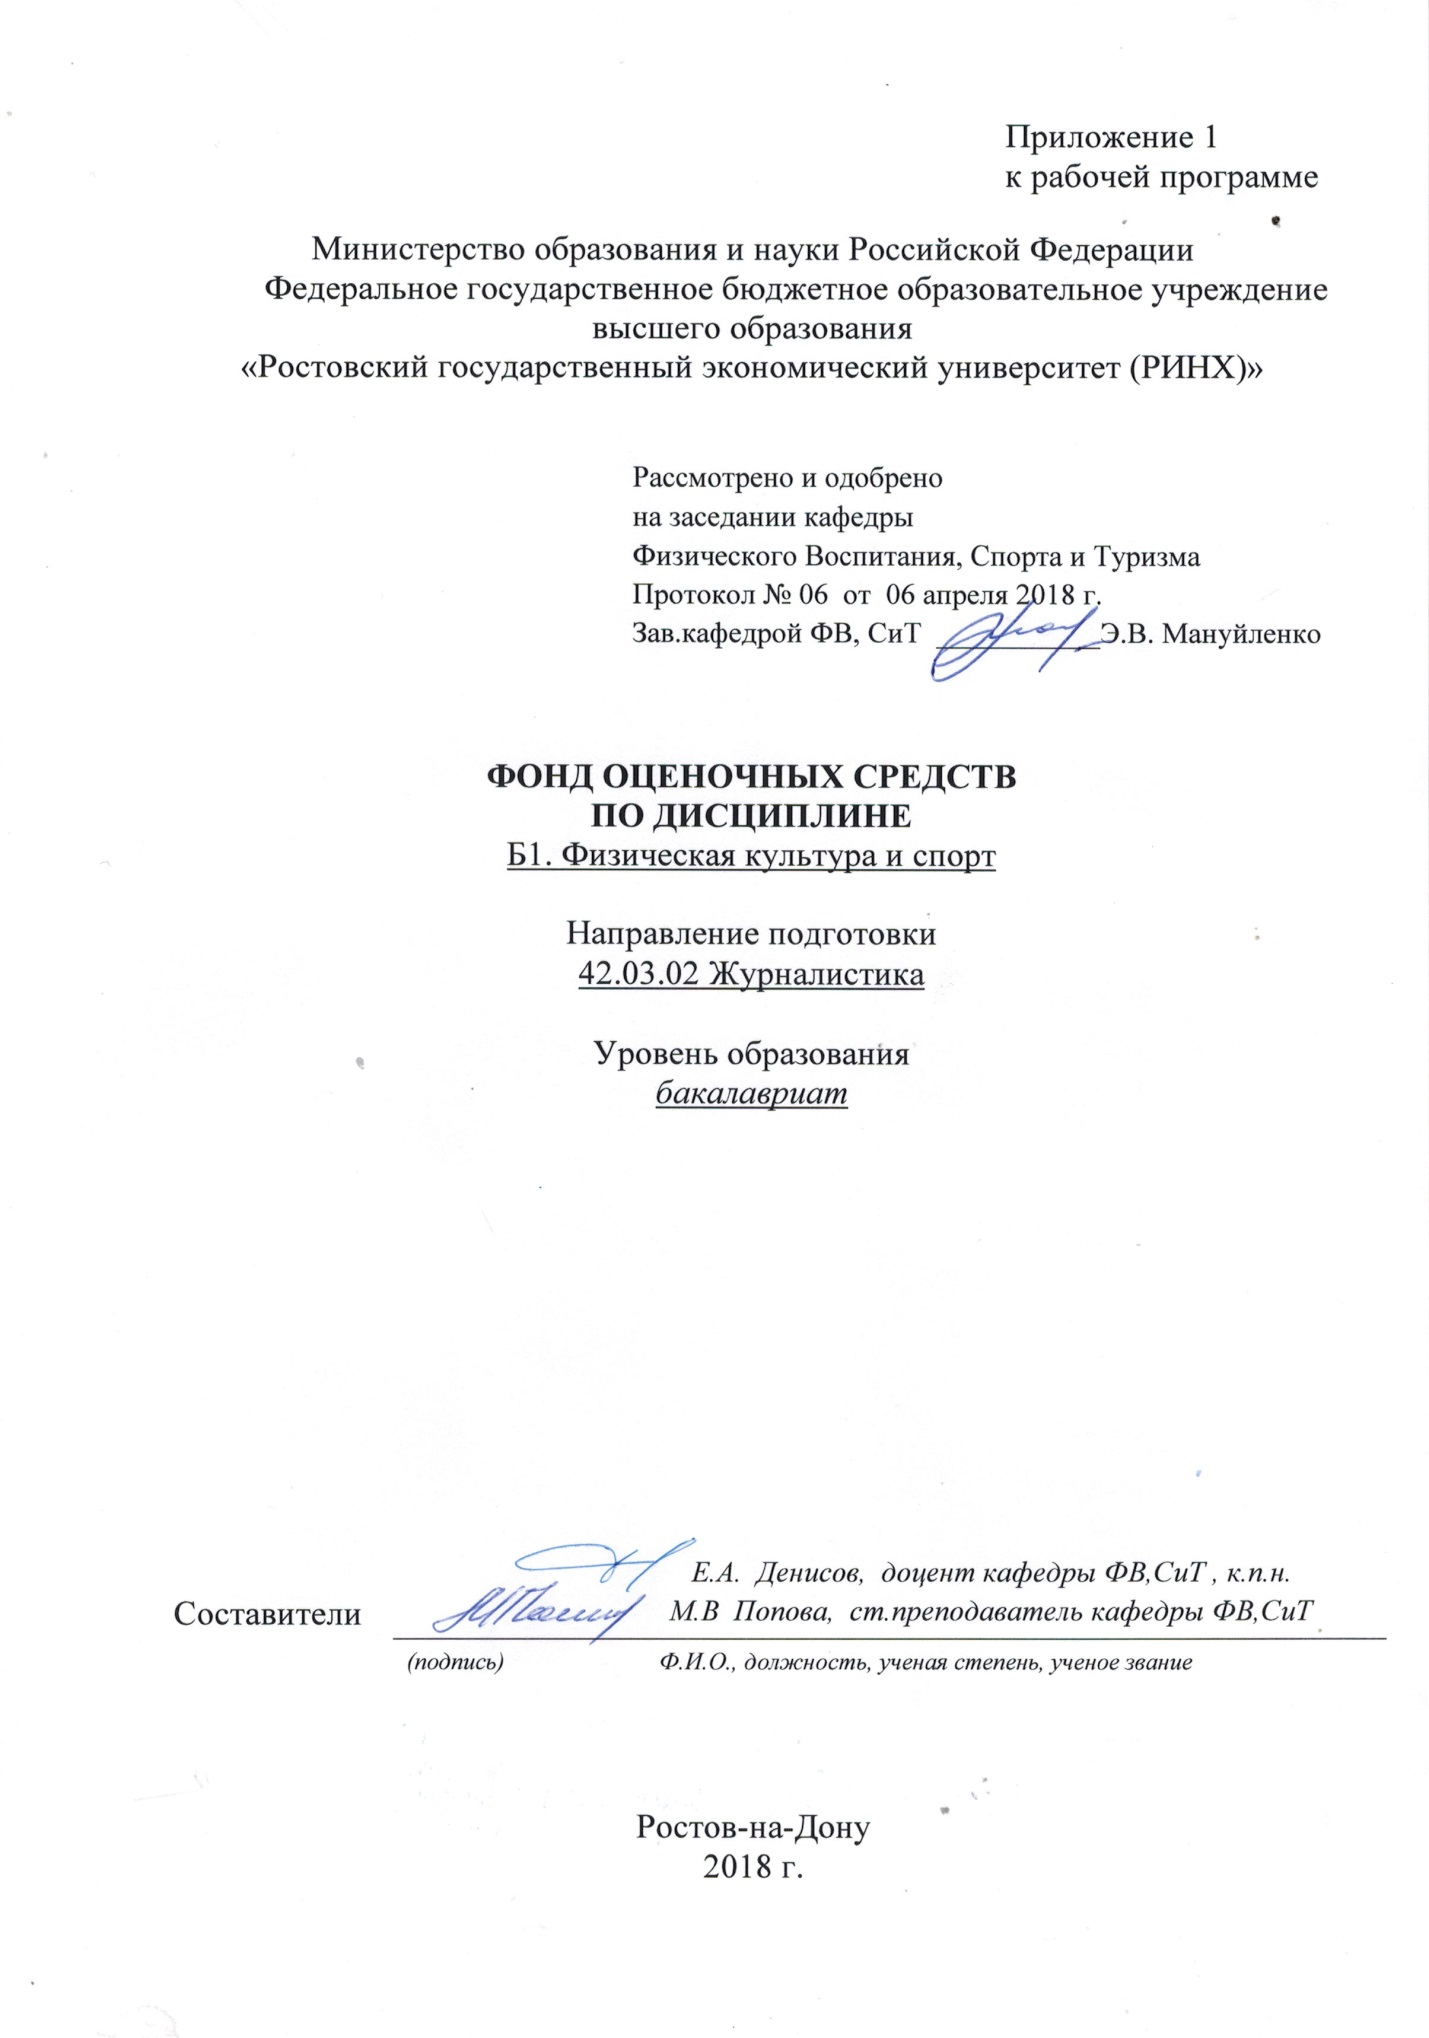 Приложение 1
к рабочей программе
Министерство образования и науки Российской Федерации
Федеральное государственное бюджетное образовательное учреждение
высшего образования
«Ростовский государственный экономический университет (РИНХ)»
Рассмотрено и одобрено
на заседании кафедры
Физического Воспитания, Спорта и Туризма
Протокол № 06 от 06 апреля 2018 г.
Зав.кафедрой ФВ, СиТ ___________Э.В. Мануйленко
ФОНД ОЦЕНОЧНЫХ СРЕДСТВ
ПО ДИСЦИПЛИНЕ
Б1. Физическая культура и спорт
Направление подготовки
42.03.02 Журналистика
Уровень образования
бакалавриат
Е.А. Денисов, доцент кафедры ФВ,СиТ , к.п.н.
Составители М.В Попова, ст.преподаватель кафедры ФВ,СиТ
(подпись) Ф.И.О., должность, ученая степень, ученое звание
Ростов-на-Дону
2018 г.